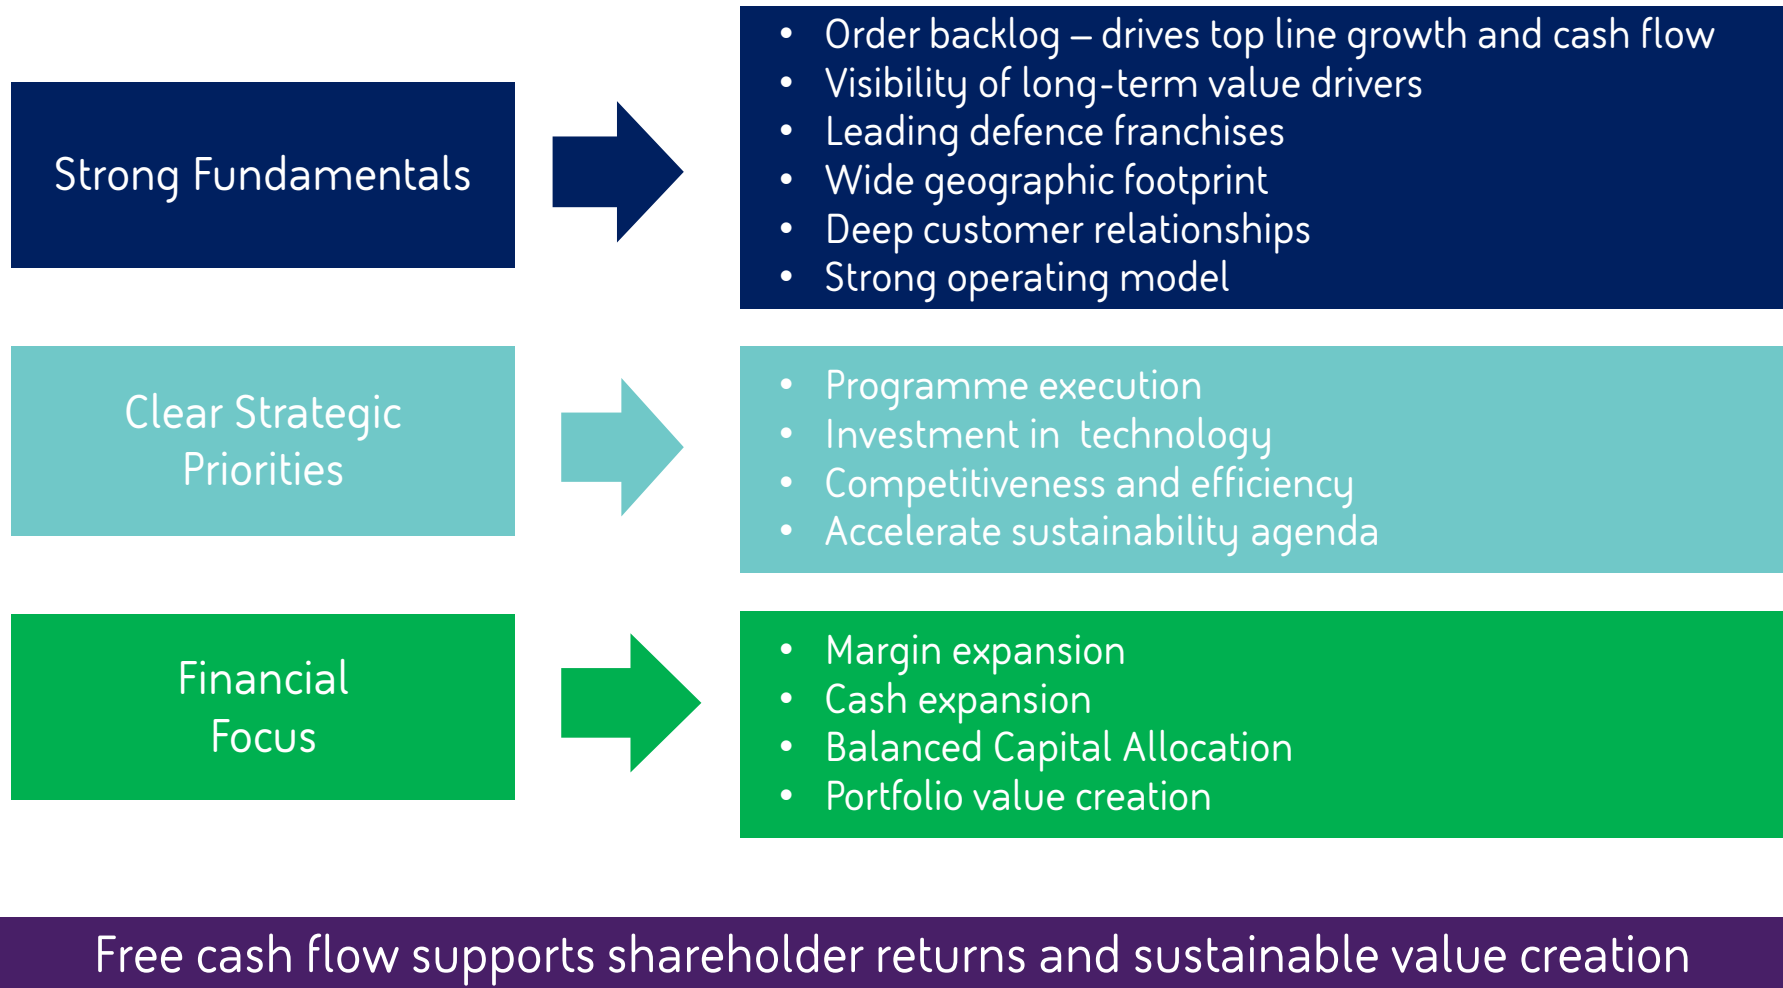 Strong Fundamentals
• Order backlog – drives top line growth and cash flow
• Visibility of long-term value drivers
• Leading defence franchises
• Wide geographic footprint
• Deep customer relationships
• Strong operating model
Clear Strategic
Priorities
• Programme execution
• Investment in  technology
• Competitiveness and efficiency
• Accelerate sustainability agenda
Financial
Focus
• Margin expansion
• Cash expansion
• Balanced Capital Allocation
• Portfolio value creation
Free cash flow supports shareholder returns and sustainable value creation